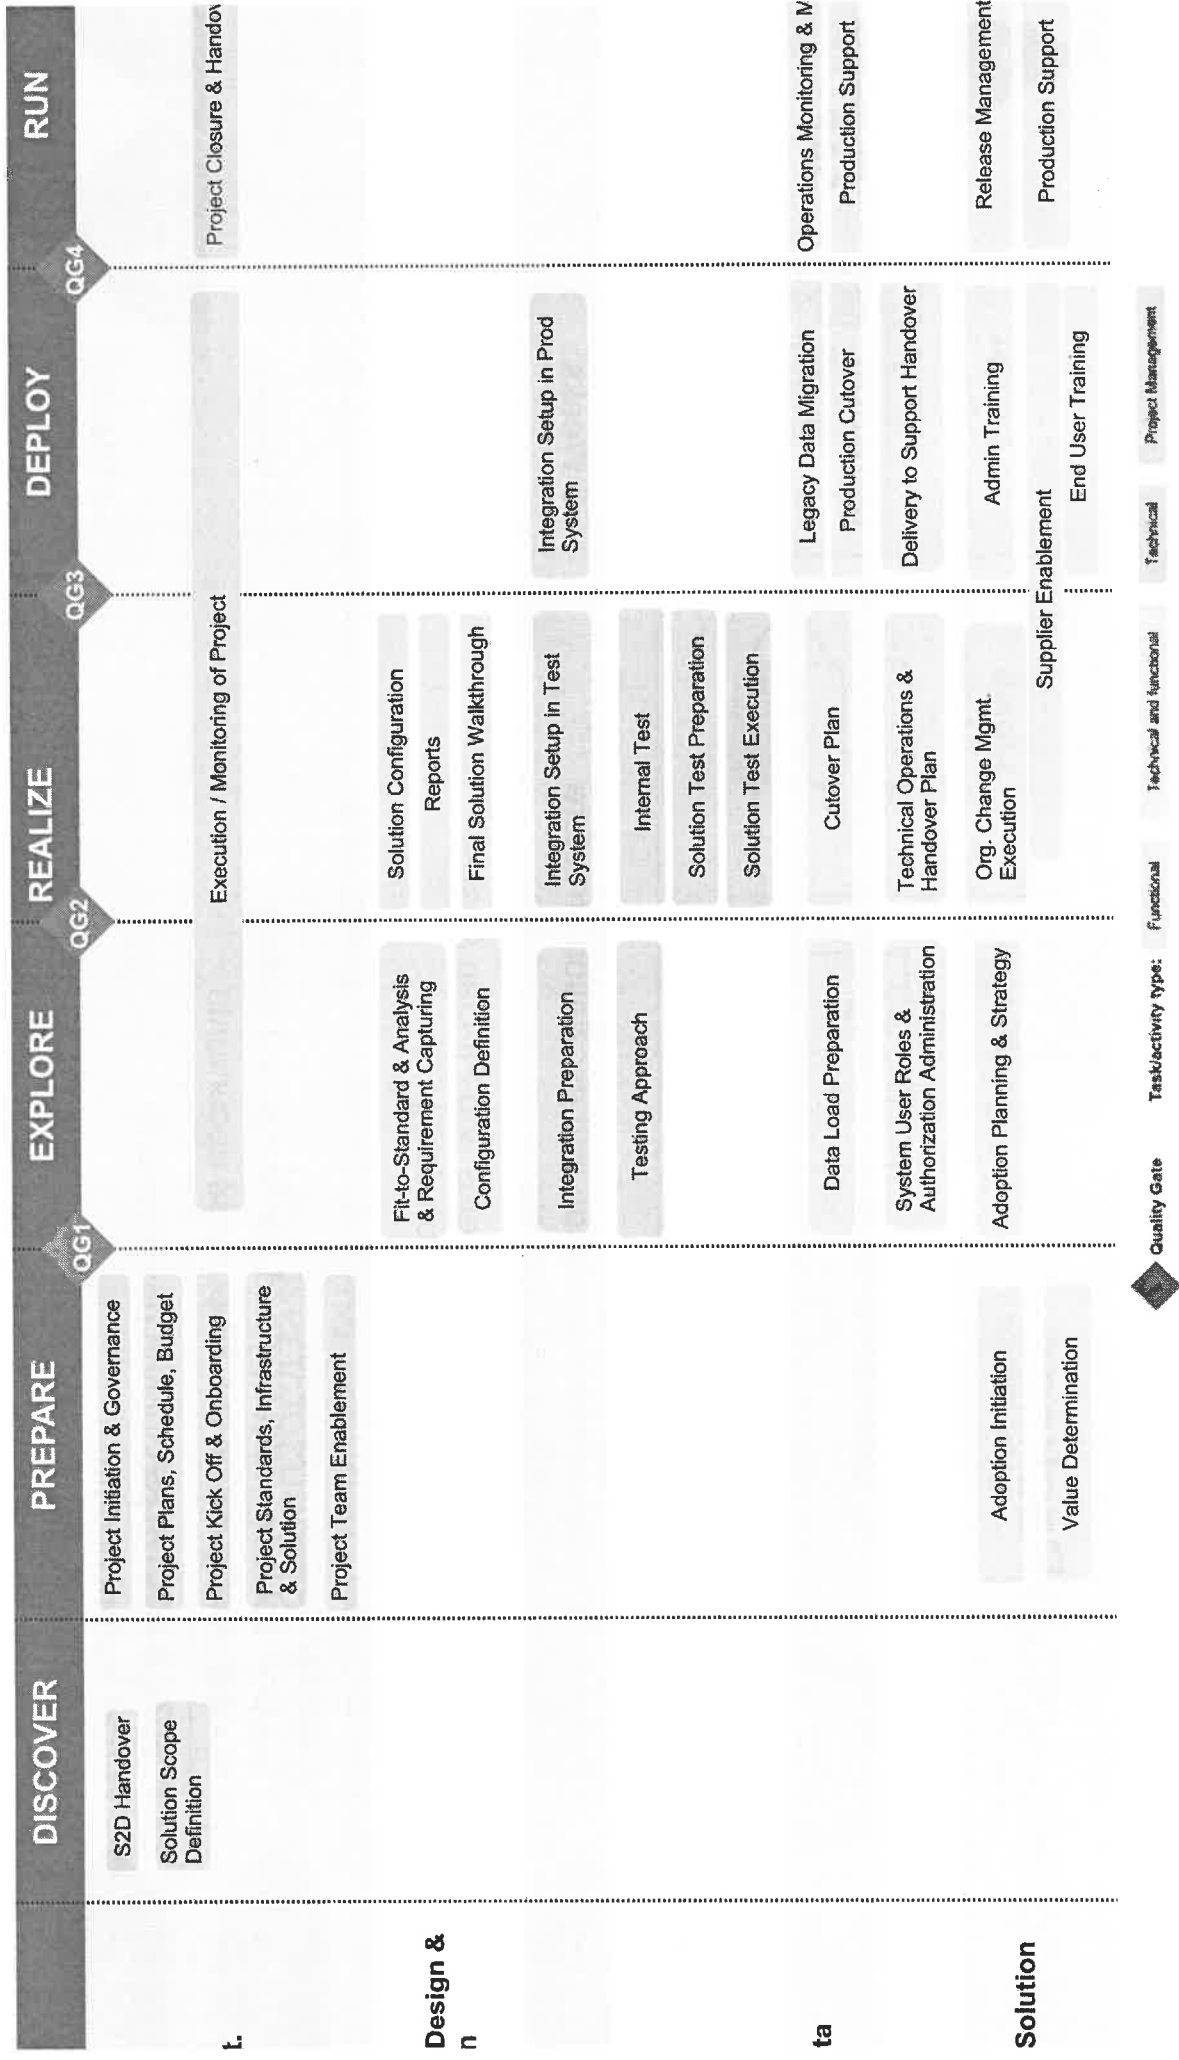 DISCOVER
PREPARE
EXPLORE
REALIZE
DEPLOY
RUN
QG1
QG2
QG3
QG4
t.
S2D Handover
Solution Scope
Definition
Project Initiation & Governance
Project Plans, Schedule, Budget
Project Kick Off & Onboarding
Project Standards, Infrastructure
& Solution
Project Team Enablement
Execution / Monitoring of Project
Project Closure & Handov
Design &
n
Fit-to-Standard & Analysis
& Requirement Capturing
Configuration Definition
Solution Configuration
Reports
Final Solution Walkthrough
Integration Preparation
Integration Setup in Test
System
Integration Setup in Prod
System
Testing Approach
Internal Test
Solution Test Preparation
Solution Test Execution
ta
Data Load Preparation
Cutover Plan
Legacy Data Migration
Production Cutover
Operations Monitoring & M
Production Support
System User Roles &
Authorization Administration
Technical Operations &
Handover Plan
Delivery to Support Handover
Solution
Adoption Initiation
Value Determination
Adoption Planning & Strategy
Org. Change Mgmt.
Execution
Supplier Enablement
Admin Training
End User Training
Release Management
Production Support
Quality Gate
Task/activity type:
Functional
Technical and functional
Technical
Project Management